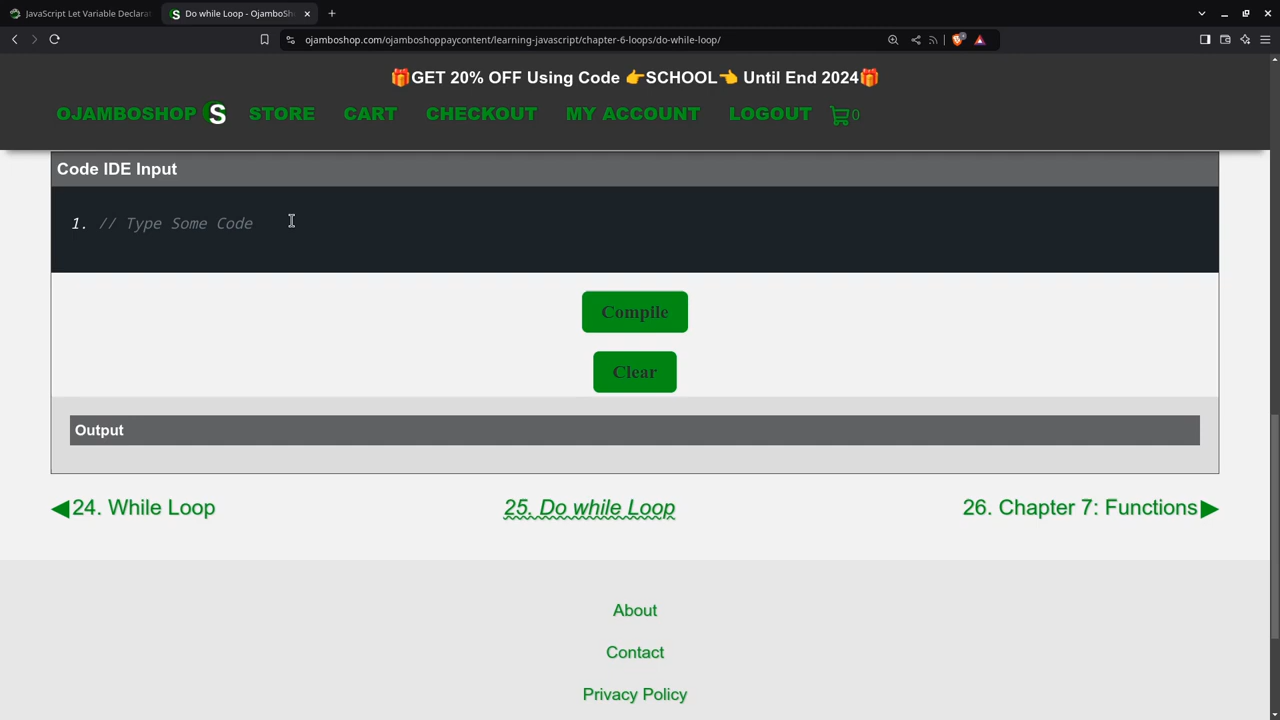 JavaScript Let Variable Declarat
Do while Loop - OjamboSh
ojamboshop.com/ojamboshoppaycontent/learning-javascript/chapter-6-loops/do-while-loop/
🎁GET 20% OFF Using Code 👉SCHOOL👈 Until End 2024🎁
OJAMBOSHOP S STORE CART CHECKOUT MY ACCOUNT LOGOUT 0
Code IDE Input
1. // Type Some Code
Compile
Clear
Output
◀24. While Loop 25. Do while Loop 26. Chapter 7: Functions▶
About
Contact
Privacy Policy